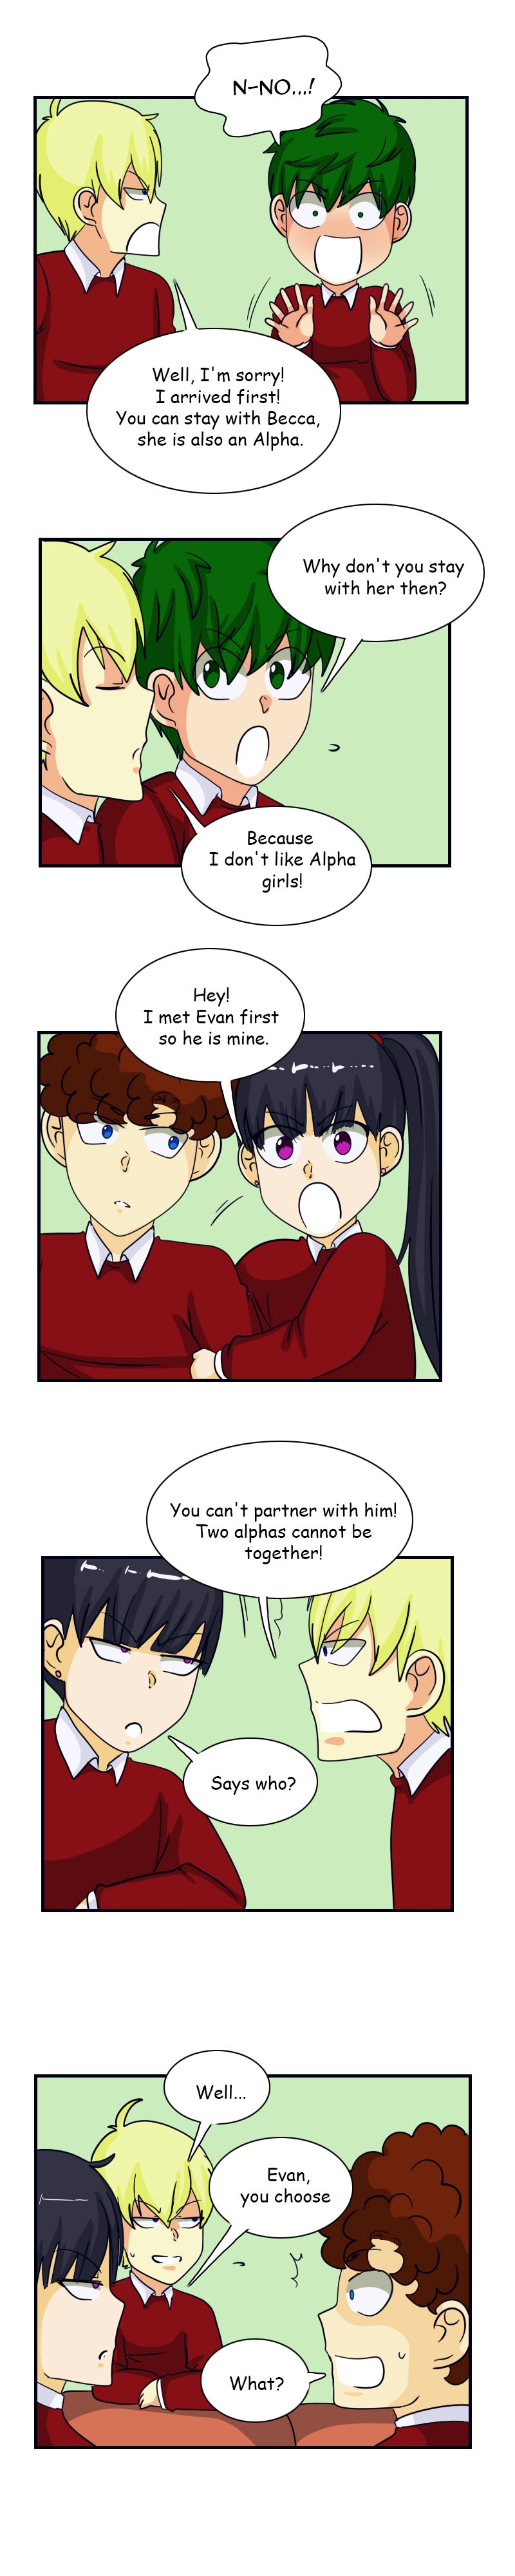 N-NO...!
Well, I'm sorry!
I arrived first!
You can stay with Becca,
she is also an Alpha.
Why don't you stay
with her then?
Because
I don't like Alpha
girls!
Hey!
I met Evan first
so he is mine.
You can't partner with him!
Two alphas cannot be
together!
Says who?
Well...
Evan,
you choose
What?